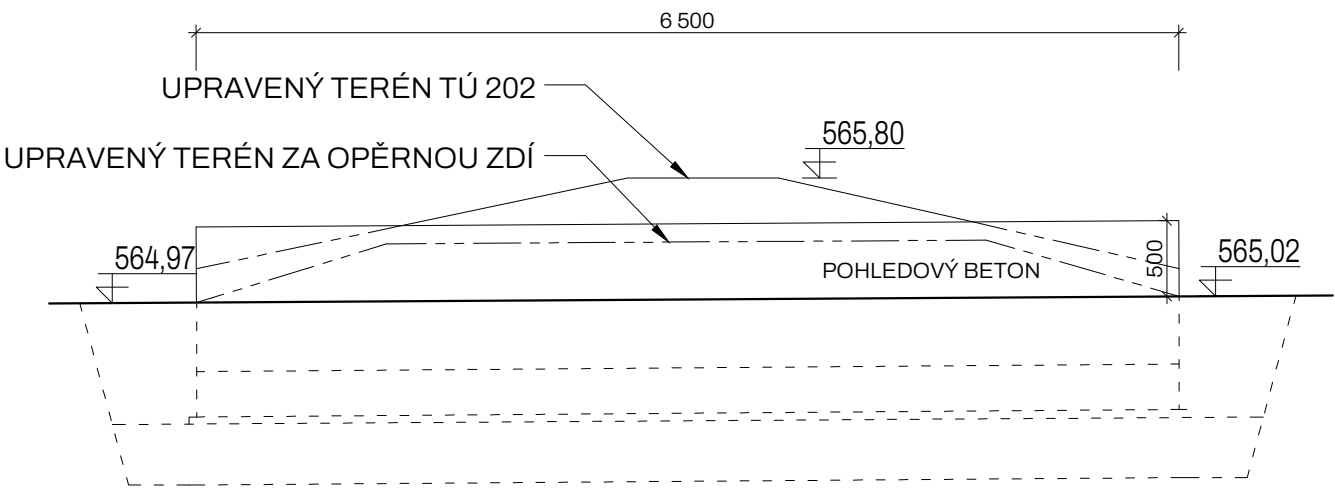 6 500
UPRAVENÝ TERÉN TÚ 202
565,80
UPRAVENÝ TERÉN ZA OPĚRNOU ZDÍ
564,97
POHLEDOVÝ BETON
500
565,02